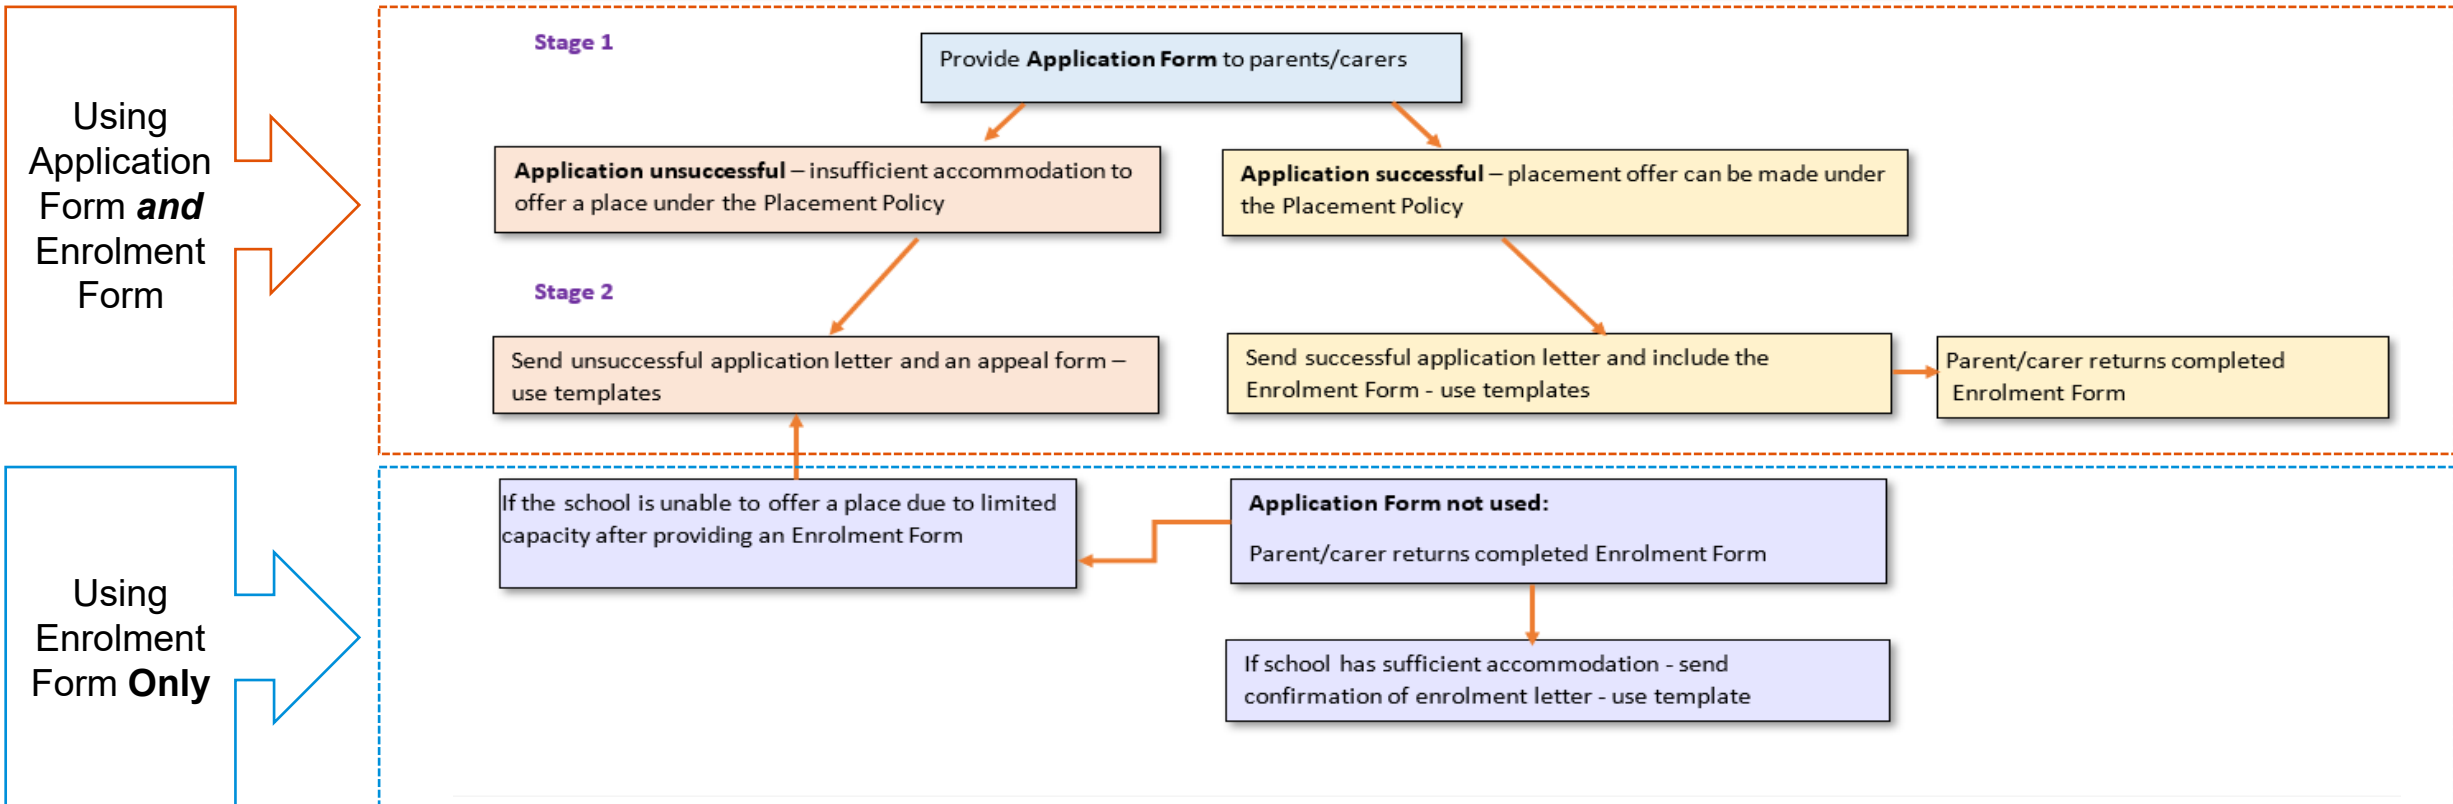 Using
Application
Form and
Enrolment
Form
Stage 1
Provide Application Form to parents/carers
Application unsuccessful – insufficient accommodation to
offer a place under the Placement Policy
Application successful – placement offer can be made under
the Placement Policy
Stage 2
Send unsuccessful application letter and an appeal form –
use templates
Send successful application letter and include the
Enrolment Form - use templates
Parent/carer returns completed
Enrolment Form
Using
Enrolment
Form Only
If the school is unable to offer a place due to limited
capacity after providing an Enrolment Form
Application Form not used:
Parent/carer returns completed Enrolment Form
If school has sufficient accommodation - send
confirmation of enrolment letter - use template